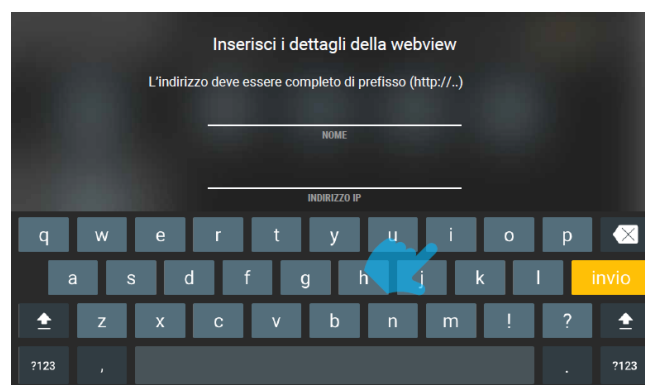 Inserisci i dettagli della webview
L'indirizzo deve essere completo di prefisso (http://..)
NOME
INDIRIZZO IP
q w e r t y u i o p
a s d f g h j k l invio
z x c v b n m ! ?
?123 , . ?123